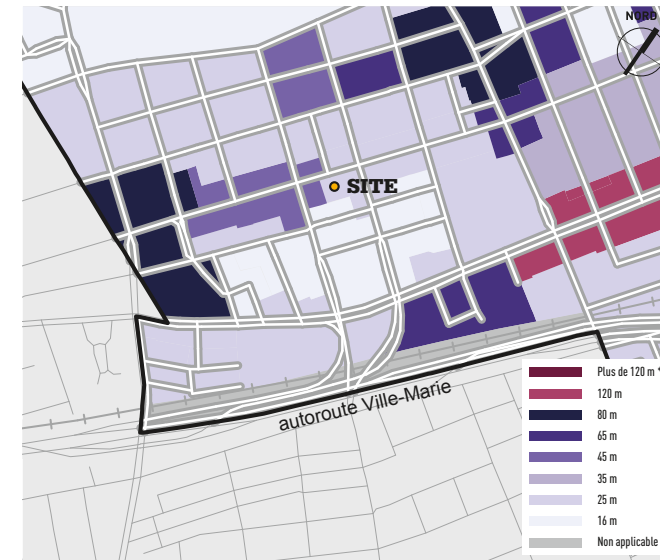 NORD
SITE
autoroute Ville-Marie
Plus de 120 m *
120 m
80 m
65 m
45 m
35 m
25 m
16 m
Non applicable